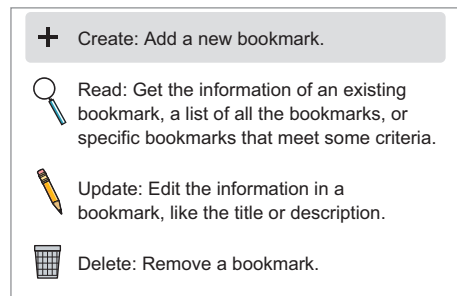 Create: Add a new bookmark.
Read: Get the information of an existing
bookmark, a list of all the bookmarks, or
specific bookmarks that meet some criteria.
Update: Edit the information in a
bookmark, like the title or description.
Delete: Remove a bookmark.